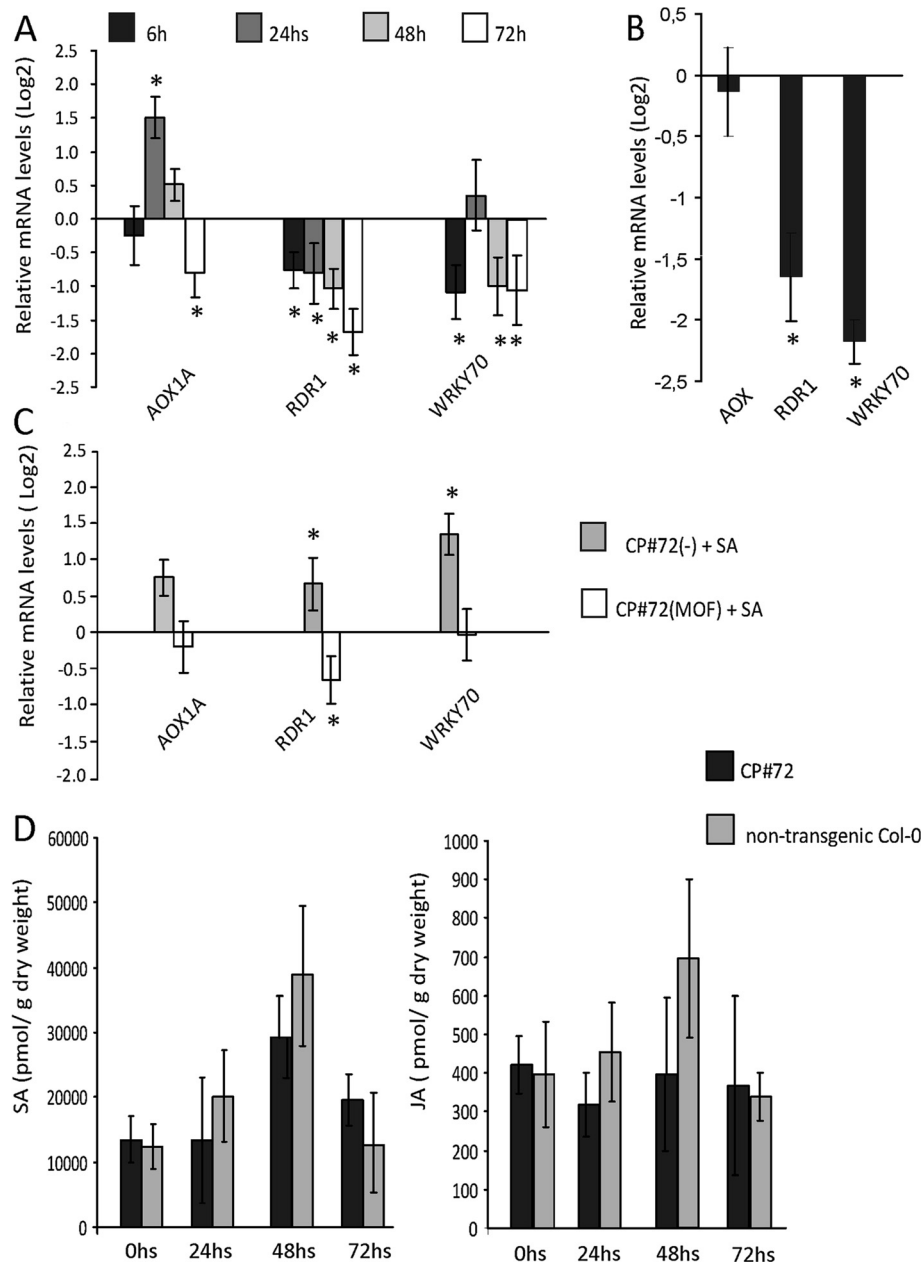 A
6h
24hs
48h
72h
Relative mRNA levels (Log2)
2.5
2.0
1.5
1.0
0.5
0.0
-0.5
-1.0
-1.5
-2.0
-2.5
*
*
*
*
*
*
*
*
*
AOX1A
RDR1
WRKY70
B
Relative mRNA levels (Log2)
0,5
0
-0,5
-1
-1,5
-2
-2,5
*
*
AOX
RDR1
WRKY70
C
Relative mRNA levels ( Log2)
2.5
2.0
1.5
1.0
0.5
0
-0.5
-1.0
-1.5
-2.0
*
*
*
AOX1A
RDR1
WRKY70
CP#72(-) + SA
CP#72(MOF) + SA
CP#72
non-transgenic Col-0
D
SA (pmol/ g dry weight)
60000
50000
40000
30000
20000
10000
0
0hs
24hs
48hs
72hs
JA ( pmol/ g dry weight)
1000
900
800
700
600
500
400
300
200
100
0
0hs
24hs
48hs
72hs